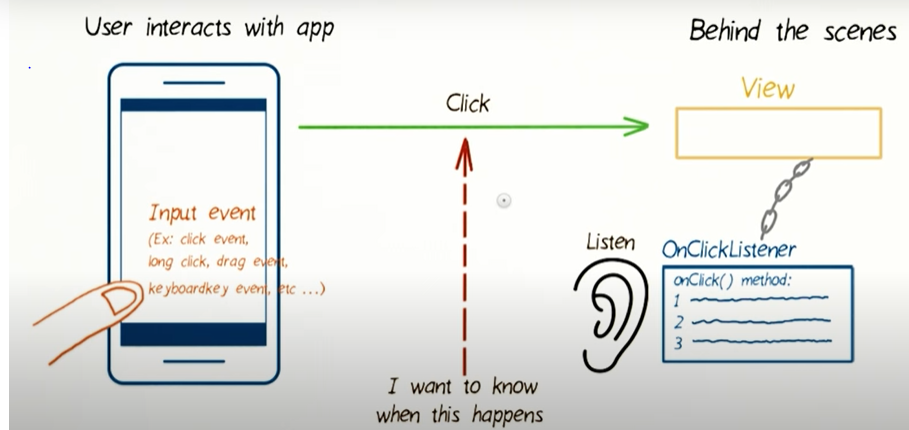 User interacts with app
Behind the scenes
Click
View
Input event
(Ex: click event,
long click, drag event,
keyboardkey event, etc ...)
Listen
OnClickListener
onClick() method:
1
2
3
I want to know
when this happens